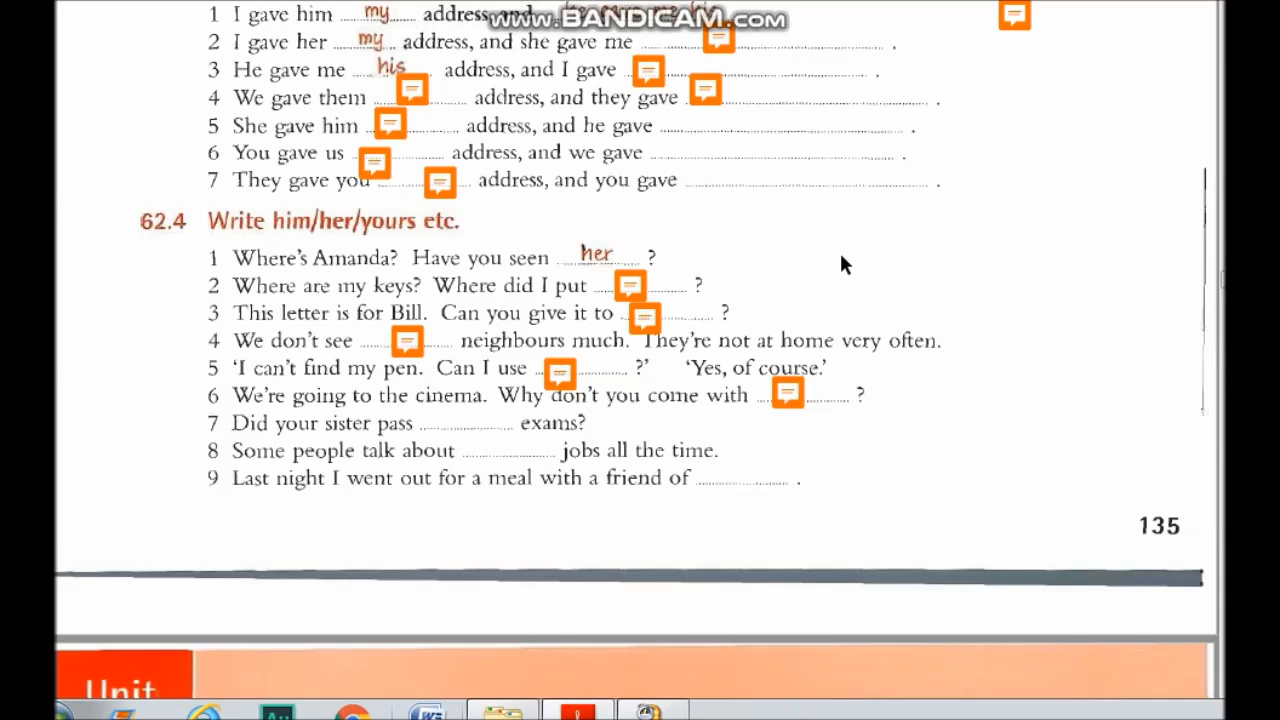 www.BANDICAM.com
1 I gave him my address, and he gave me his
2 I gave her my address, and she gave me .
3 He gave me his address, and I gave .
4 We gave them address, and they gave .
5 She gave him address, and he gave .
6 You gave us address, and we gave .
7 They gave you address, and you gave .
62.4 Write him/her/yours etc.
1 Where's Amanda? Have you seen her ?
2 Where are my keys? Where did I put ?
3 This letter is for Bill. Can you give it to ?
4 We don't see neighbours much. They're not at home very often.
5 'I can't find my pen. Can I use ?' 'Yes, of course.'
6 We're going to the cinema. Why don't you come with ?
7 Did your sister pass exams?
8 Some people talk about jobs all the time.
9 Last night I went out for a meal with a friend of .
135
Unit
Au